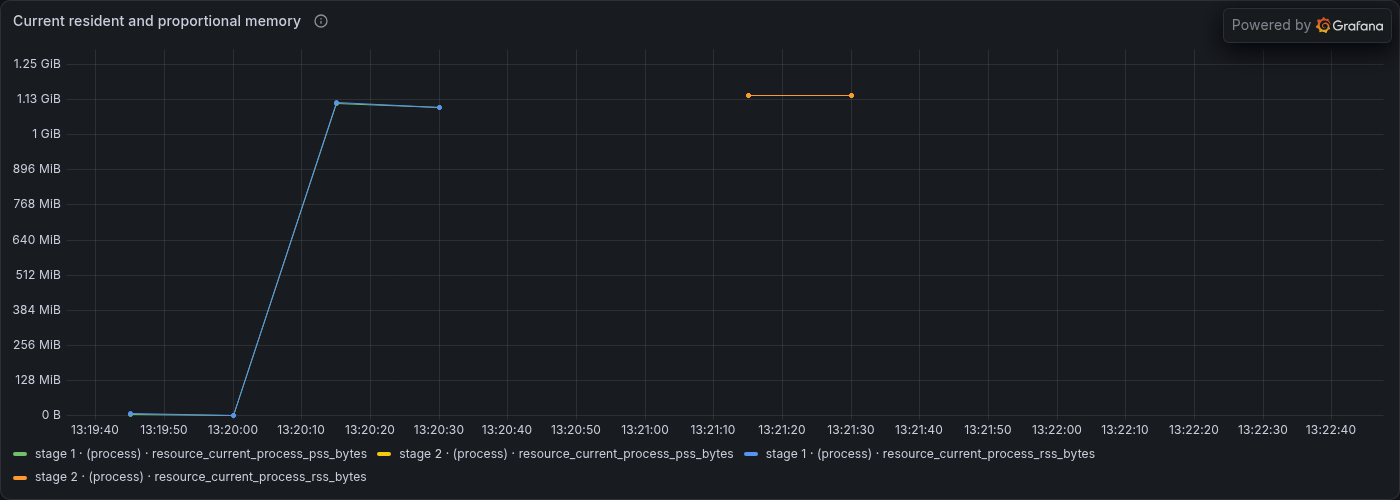 Current resident and proportional memory
Powered by Grafana
1.25 GiB
1.13 GiB
1 GiB
896 MiB
768 MiB
640 MiB
512 MiB
384 MiB
256 MiB
128 MiB
0 B
13:19:40 13:19:50 13:20:00 13:20:10 13:20:20 13:20:30 13:20:40 13:20:50 13:21:00 13:21:10 13:21:20 13:21:30 13:21:40 13:21:50 13:22:00 13:22:10 13:22:20 13:22:30 13:22:40
stage 1 · (process) · resource_current_process_pss_bytes stage 2 · (process) · resource_current_process_pss_bytes stage 1 · (process) · resource_current_process_rss_bytes
stage 2 · (process) · resource_current_process_rss_bytes